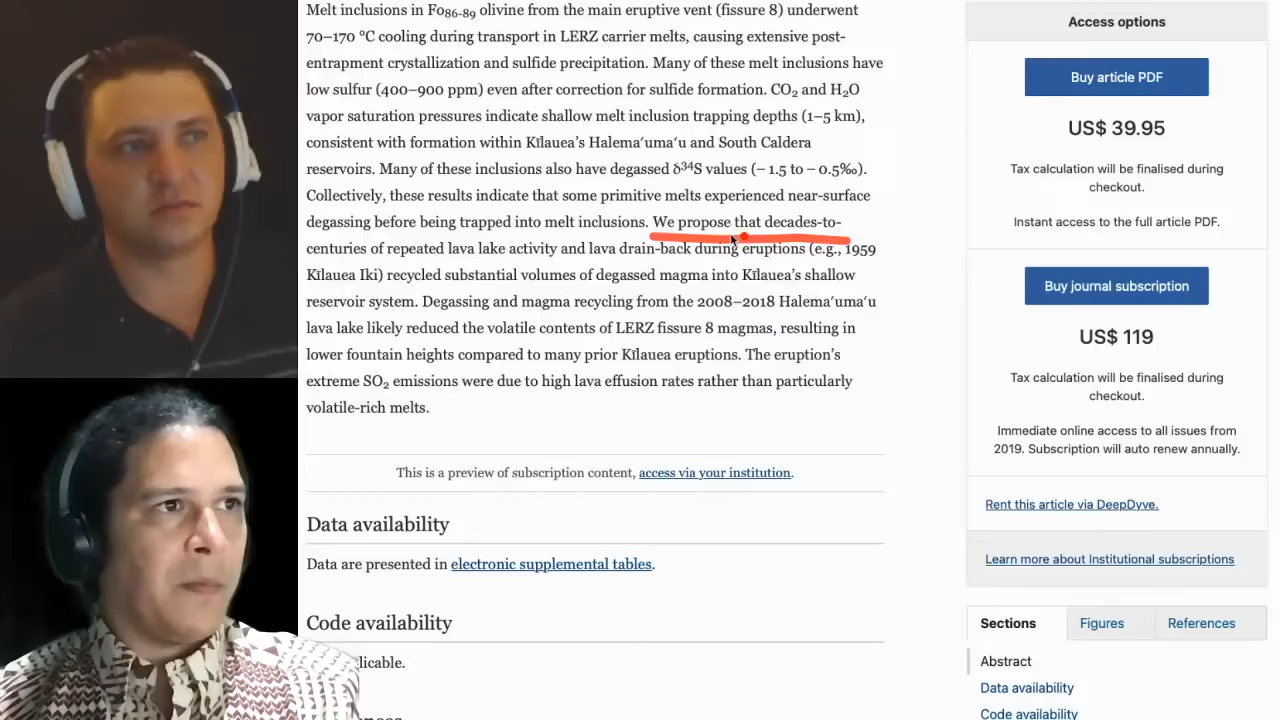 Melt inclusions in Fo86-89 olivine from the main eruptive vent (fissure 8) underwent
70–170 °C cooling during transport in LERZ carrier melts, causing extensive post-
entrapment crystallization and sulfide precipitation. Many of these melt inclusions have
low sulfur (400–900 ppm) even after correction for sulfide formation. CO2 and H2O
vapor saturation pressures indicate shallow melt inclusion trapping depths (1–5 km),
consistent with formation within Kīlauea's Halemaʻumaʻu and South Caldera
reservoirs. Many of these inclusions also have degassed δ34S values (− 1.5 to − 0.5‰).
Collectively, these results indicate that some primitive melts experienced near-surface
degassing before being trapped into melt inclusions. We propose that decades-to-
centuries of repeated lava lake activity and lava drain-back during eruptions (e.g., 1959
Kīlauea Iki) recycled substantial volumes of degassed magma into Kīlauea's shallow
reservoir system. Degassing and magma recycling from the 2008–2018 Halemaʻumaʻu
lava lake likely reduced the volatile contents of LERZ fissure 8 magmas, resulting in
lower fountain heights compared to many prior Kīlauea eruptions. The eruption's
extreme SO2 emissions were due to high lava effusion rates rather than particularly
volatile-rich melts.
This is a preview of subscription content, access via your institution.
Data availability
Data are presented in electronic supplemental tables.
Code availability
licable.
Access options
Buy article PDF
US$ 39.95
Tax calculation will be finalised during
checkout.
Instant access to the full article PDF.
Buy journal subscription
US$ 119
Tax calculation will be finalised during
checkout.
Immediate online access to all issues from
2019. Subscription will auto renew annually.
Rent this article via DeepDyve.
Learn more about Institutional subscriptions
Sections
Figures
References
Abstract
Data availability
Code availability